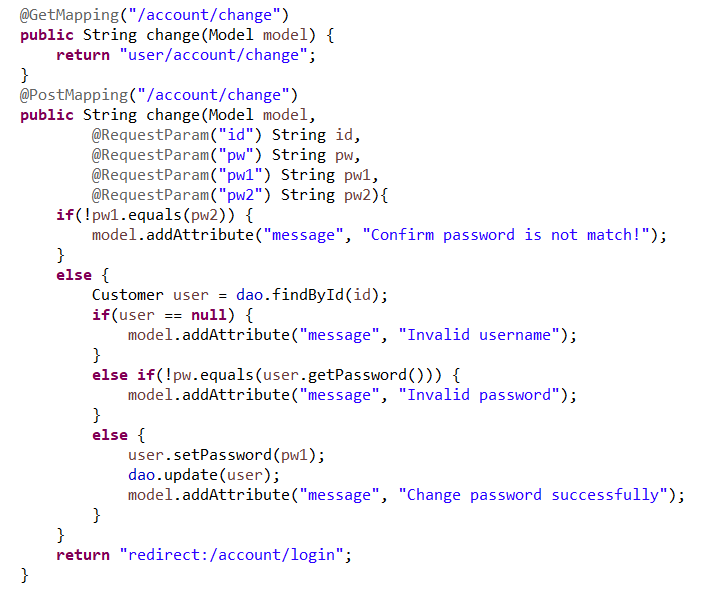 @GetMapping("/account/change")
public String change(Model model) {
    return "user/account/change";
}
@PostMapping("/account/change")
public String change(Model model,
        @RequestParam("id") String id,
        @RequestParam("pw") String pw,
        @RequestParam("pw1") String pw1,
        @RequestParam("pw2") String pw2){
    if(!pw1.equals(pw2)) {
        model.addAttribute("message", "Confirm password is not match!");
    }
    else {
        Customer user = dao.findById(id);
        if(user == null) {
            model.addAttribute("message", "Invalid username");
        }
        else if(!pw.equals(user.getPassword())) {
            model.addAttribute("message", "Invalid password");
        }
        else {
            user.setPassword(pw1);
            dao.update(user);
            model.addAttribute("message", "Change password successfully");
        }
    }
    return "redirect:/account/login";
}